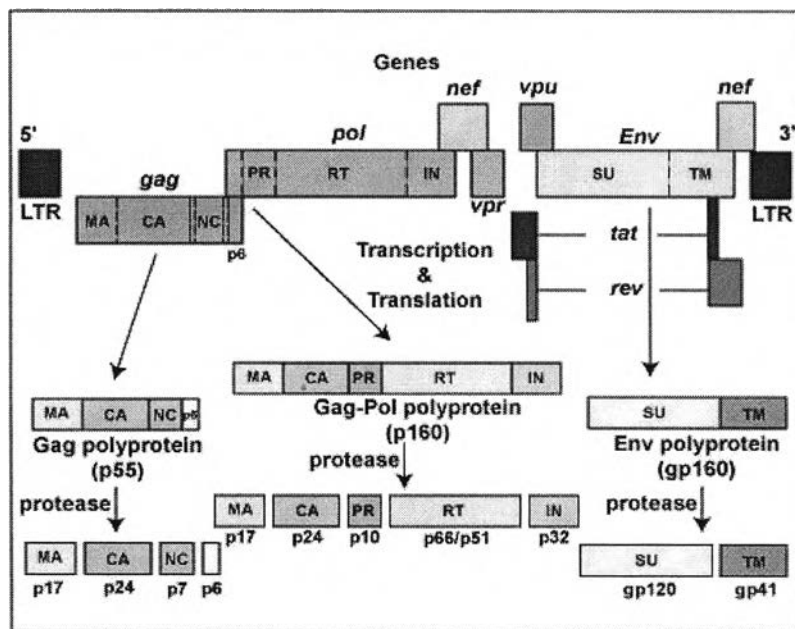 Genes
nef
vpu
nef
5'
pol
Env
3'
LTR
gag
PR
RT
IN
vpr
SU
TM
LTR
MA
CA
NC
p6
Transcription
&
Translation
tat
rev
MA
CA
NC
p6
Gag polyprotein
(p55)
protease
MA
CA
PR
RT
IN
Gag-Pol polyprotein
(p160)
protease
SU
TM
Env polyprotein
(gp160)
protease
MA
CA
NC
p17
p24
p7
p6
MA
CA
PR
RT
IN
p17
p24
p10
p66/p51
p32
SU
TM
gp120
gp41